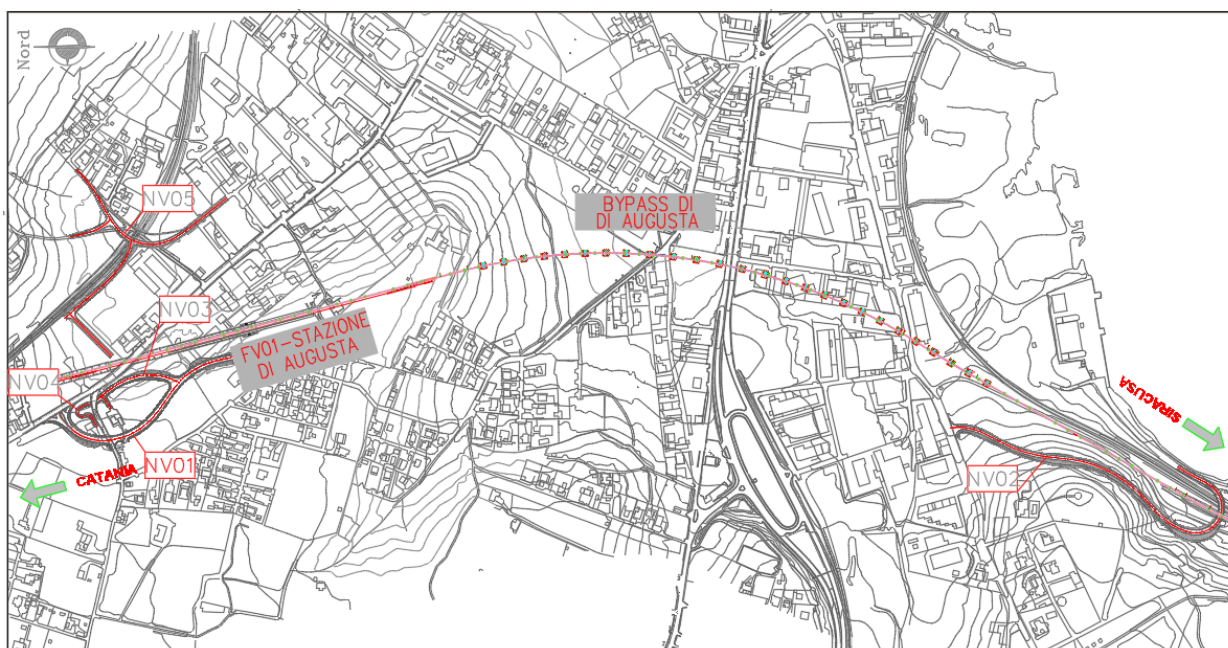 Nord
NV05
BYPASS DI
DI AUGUSTA
NV03
FV01-STAZIONE
DI AUGUSTA
NV04
NV01
CATANIA
SIRACUSA
NV02